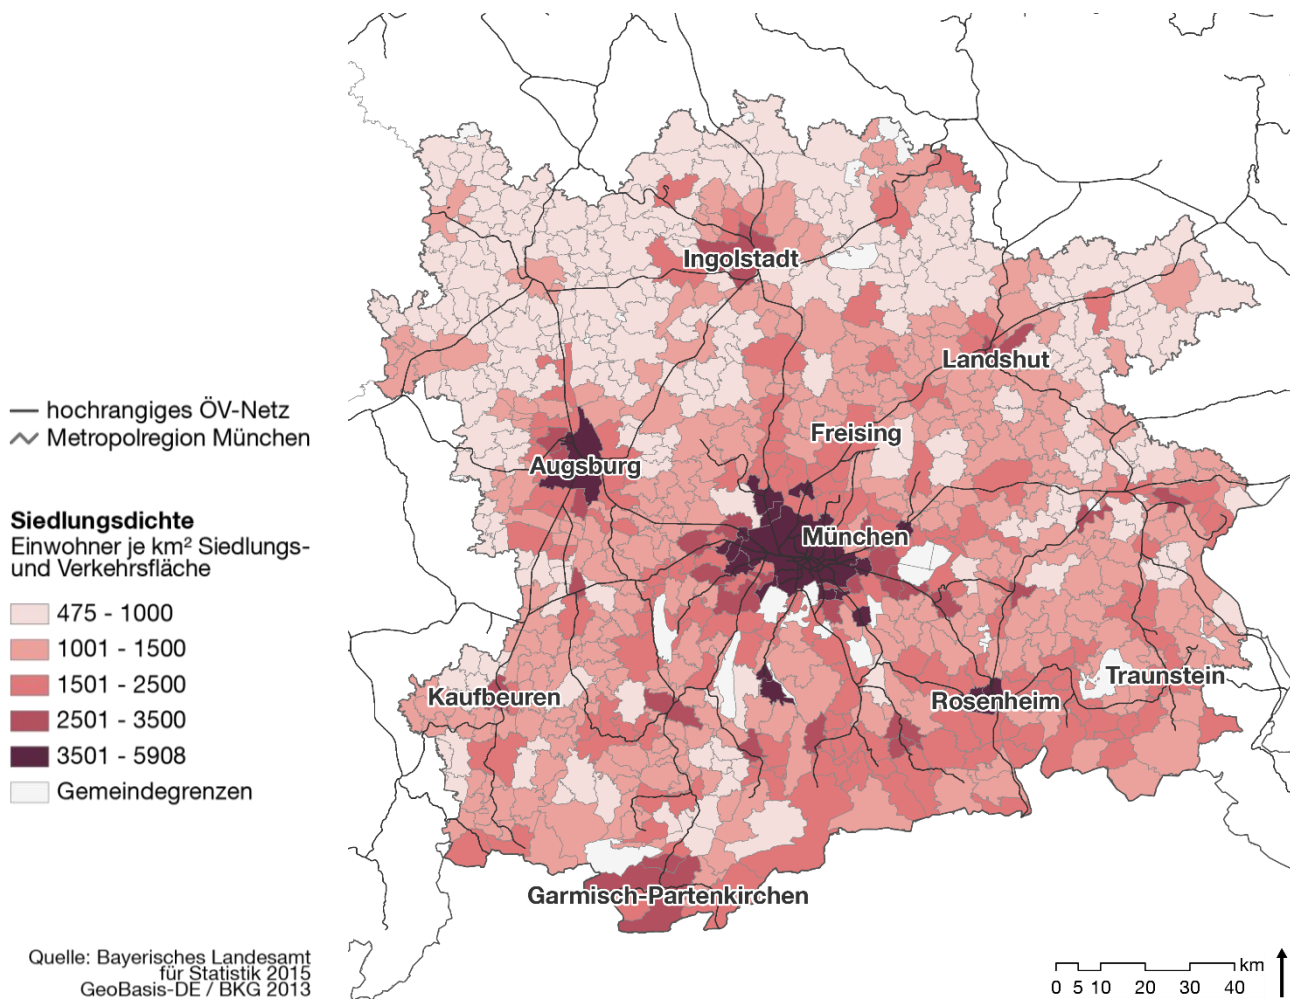 hochrangiges ÖV-Netz
Metropolregion München
Siedlungsdichte
Einwohner je km² Siedlungs-
und Verkehrsfläche
475 - 1000
1001 - 1500
1501 - 2500
2501 - 3500
3501 - 5908
Gemeindegrenzen
Quelle: Bayerisches Landesamt
für Statistik 2015
GeoBasis-DE / BKG 2013
Ingolstadt
Landshut
Freising
Augsburg
München
Traunstein
Kaufbeuren
Rosenheim
Garmisch-Partenkirchen
km
0 5 10 20 30 40